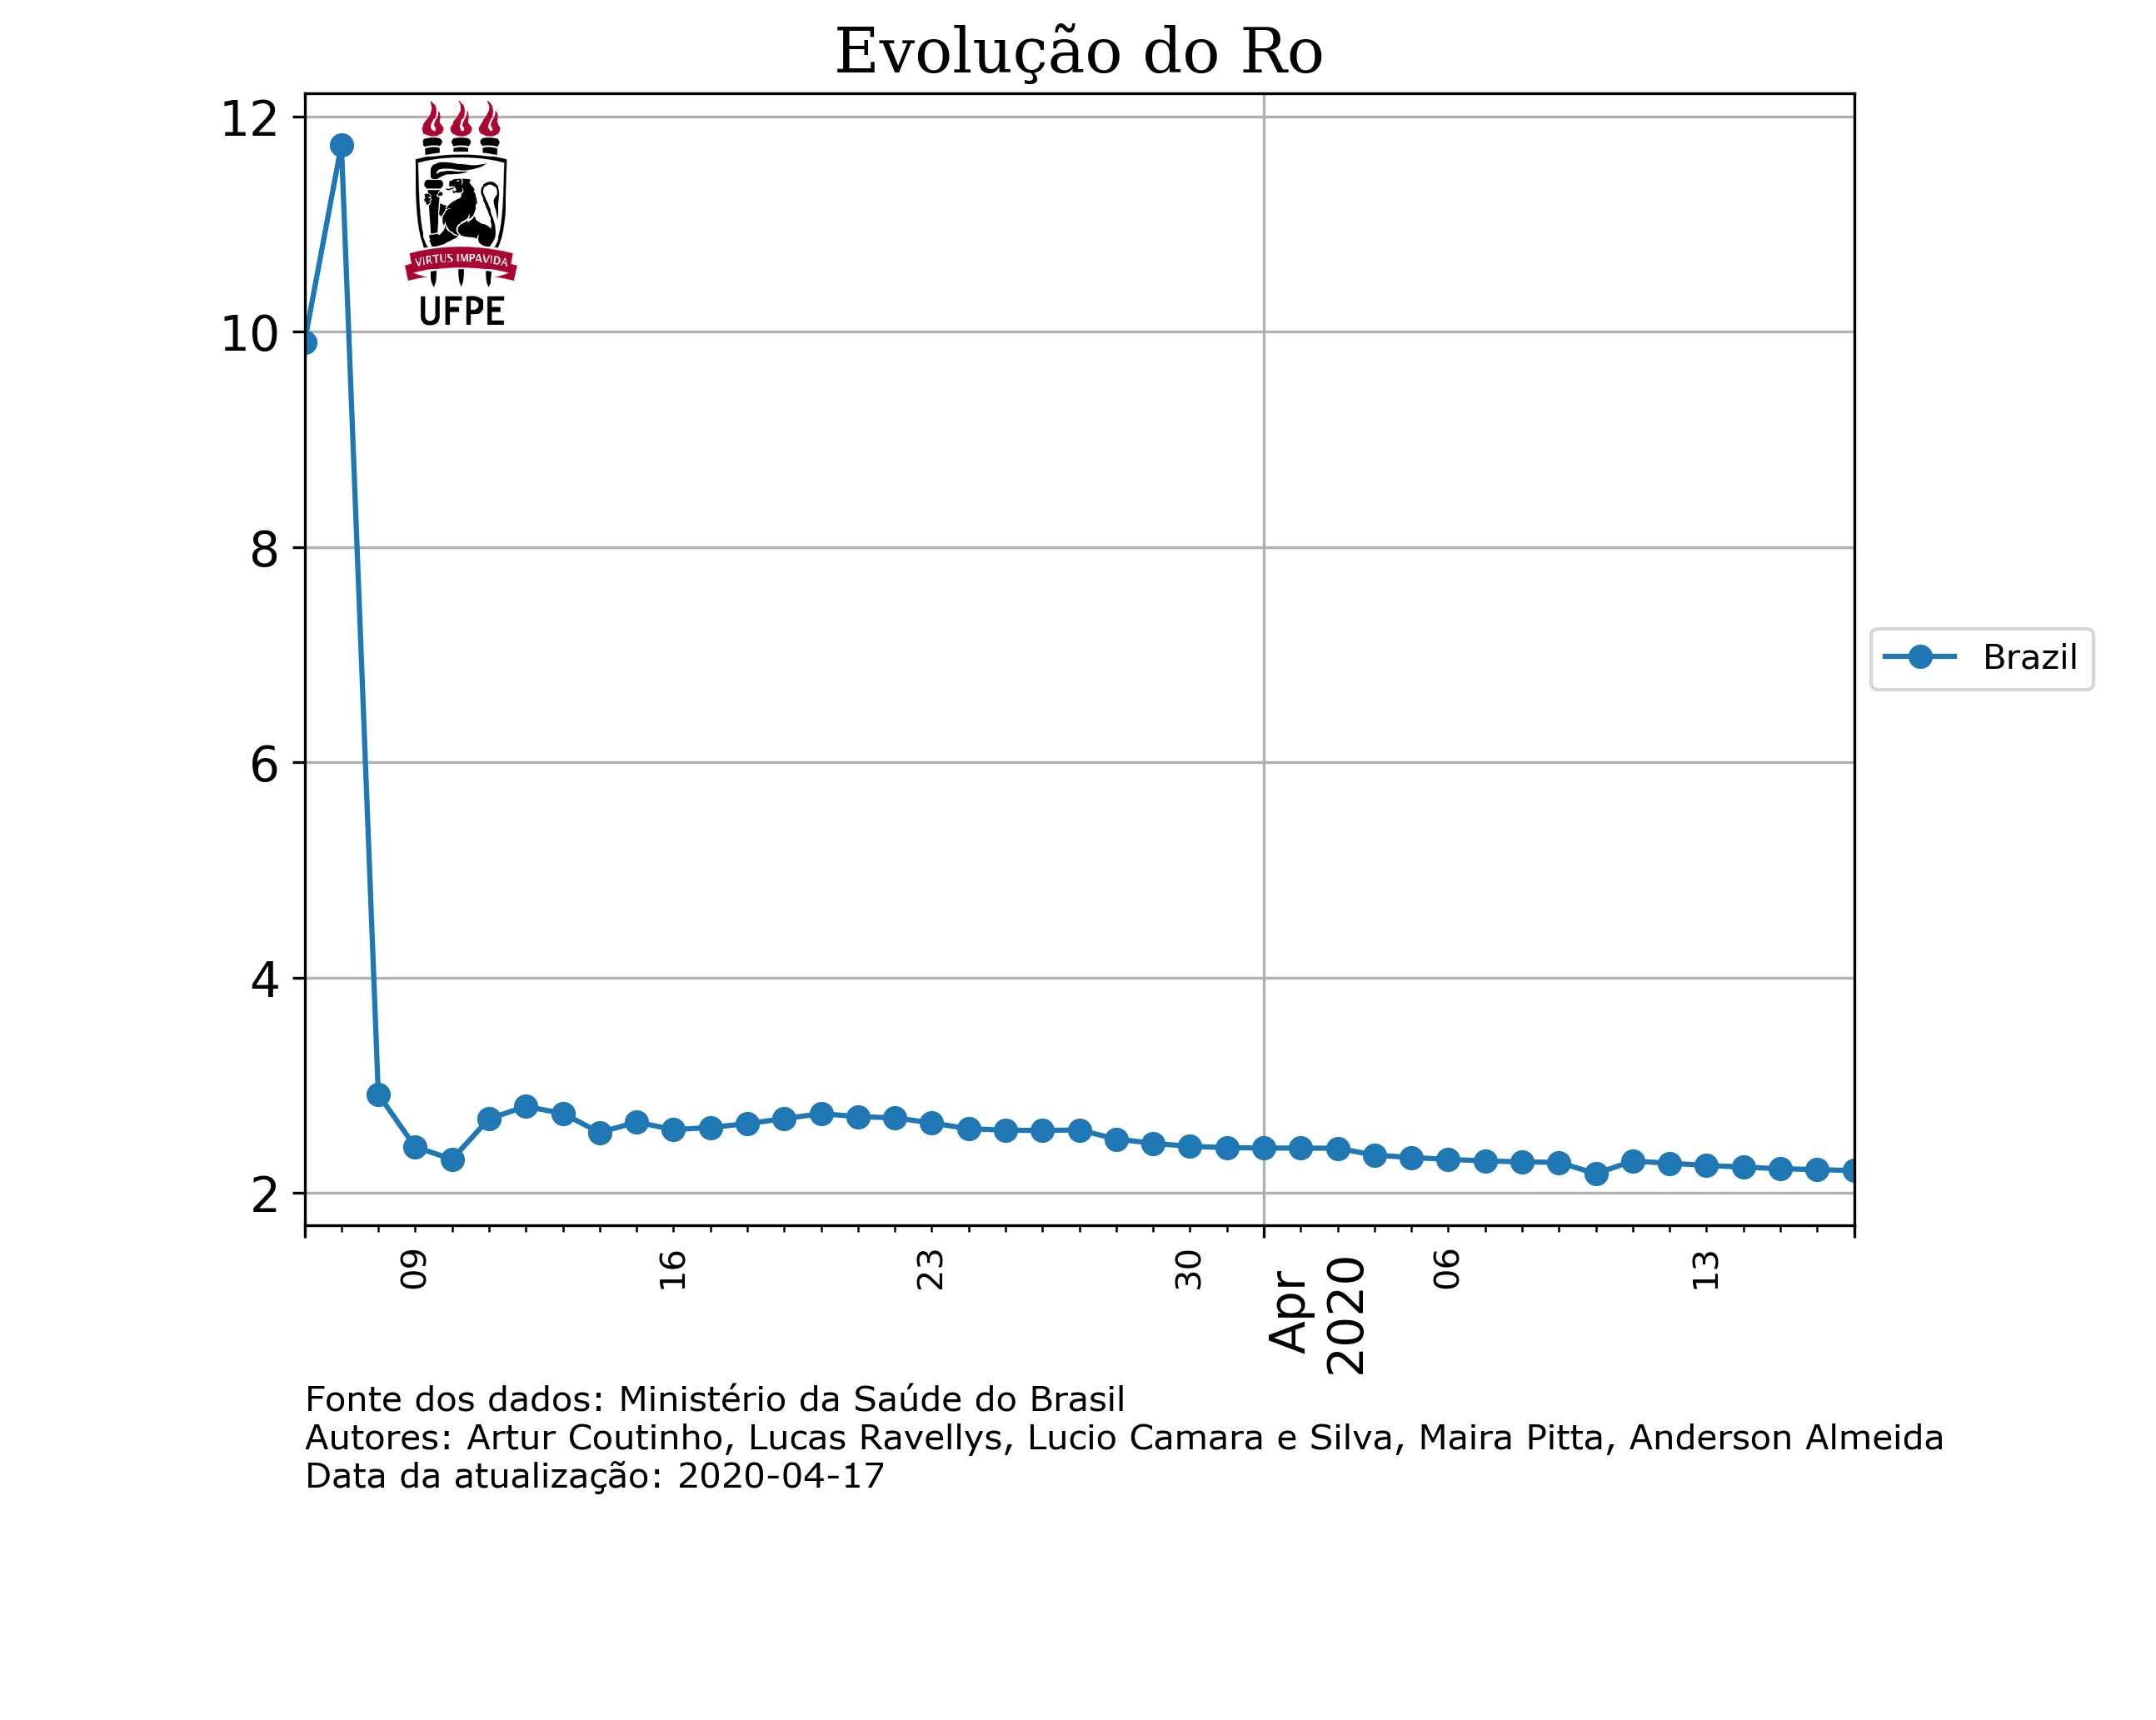 Evolução do Ro
12
10
8
6
4
2
VIRTUS IMPAVIDA
UFPE
Brazil
09
16
23
30
Apr
2020
06
13
Fonte dos dados: Ministério da Saúde do Brasil
Autores: Artur Coutinho, Lucas Ravellys, Lucio Camara e Silva, Maira Pitta, Anderson Almeida
Data da atualização: 2020-04-17